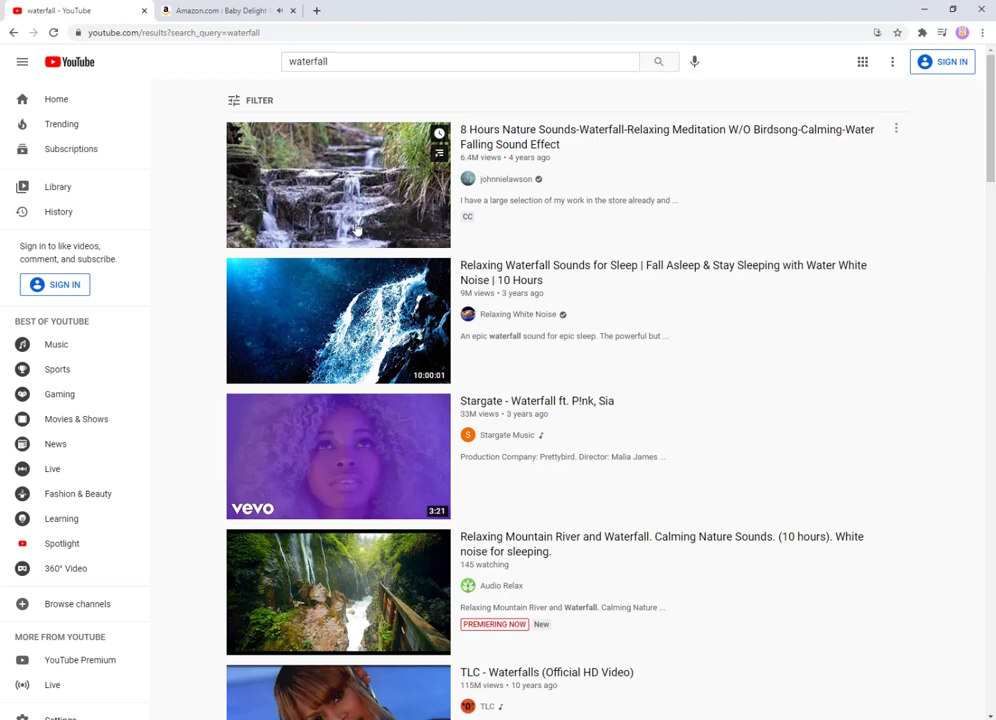 waterfall - YouTube
Amazon.com : Baby Delight
youtube.com/results?search_query=waterfall
YouTube
waterfall
SIGN IN
Home
Trending
Subscriptions
Library
History
Sign in to like videos,
comment, and subscribe.
SIGN IN
BEST OF YOUTUBE
Music
Sports
Gaming
Movies & Shows
News
Live
Fashion & Beauty
Learning
Spotlight
360° Video
Browse channels
MORE FROM YOUTUBE
YouTube Premium
Live
Settings
FILTER
8 Hours Nature Sounds-Waterfall-Relaxing Meditation W/O Birdsong-Calming-Water
Falling Sound Effect
6.4M views • 4 years ago
johnnielawson
I have a large selection of my work in the store already and ...
CC
10:00:01
Relaxing Waterfall Sounds for Sleep | Fall Asleep & Stay Sleeping with Water White
Noise | 10 Hours
9M views • 3 years ago
Relaxing White Noise
An epic waterfall sound for epic sleep. The powerful but ...
vevo
3:21
Stargate - Waterfall ft. P!nk, Sia
33M views • 3 years ago
S
Stargate Music
Production Company: Prettybird. Director: Malia James ...
Relaxing Mountain River and Waterfall. Calming Nature Sounds. (10 hours). White
noise for sleeping.
145 watching
Audio Relax
Relaxing Mountain River and Waterfall. Calming Nature ...
PREMIERING NOW New
TLC - Waterfalls (Official HD Video)
115M views • 10 years ago
TLC